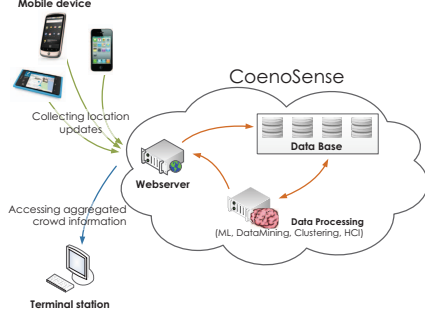 Mobile device
CoenoSense
Collecting location
updates
Data Base
Webserver
Accessing aggregated
crowd information
Data Processing
(ML, DataMining, Clustering, HCI)
Terminal station